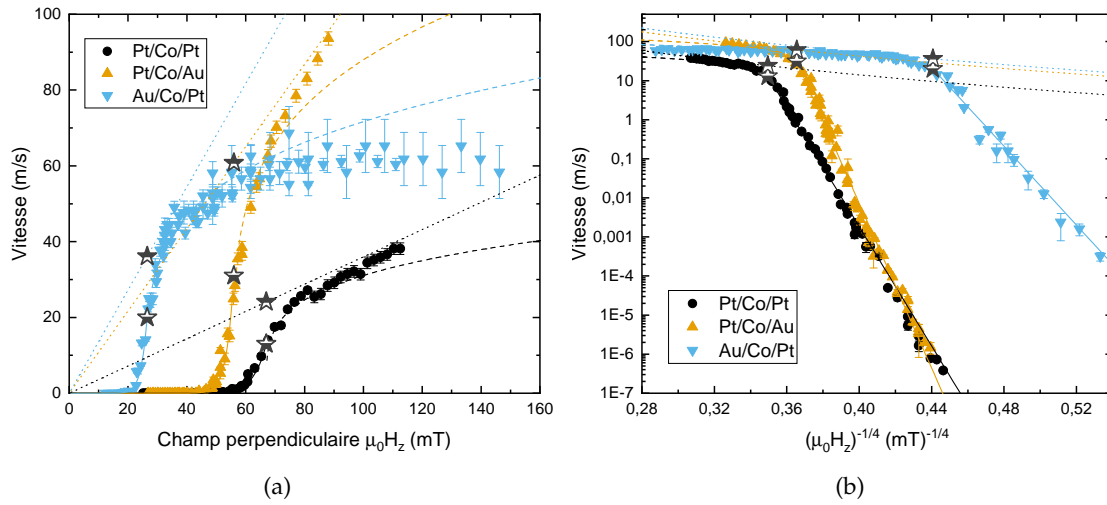 100
80
60
40
20
0
Vitesse (m/s)
Pt/Co/Pt
Pt/Co/Au
Au/Co/Pt
0 20 40 60 80 100 120 140 160
Champ perpendiculaire μ₀Hz (mT)
(a)
100
10
1
0,1
0,01
0,001
1E-4
1E-5
1E-6
1E-7
Vitesse (m/s)
Pt/Co/Pt
Pt/Co/Au
Au/Co/Pt
0,28 0,32 0,36 0,40 0,44 0,48 0,52
(μ₀Hz)-1/4 (mT)-1/4
(b)